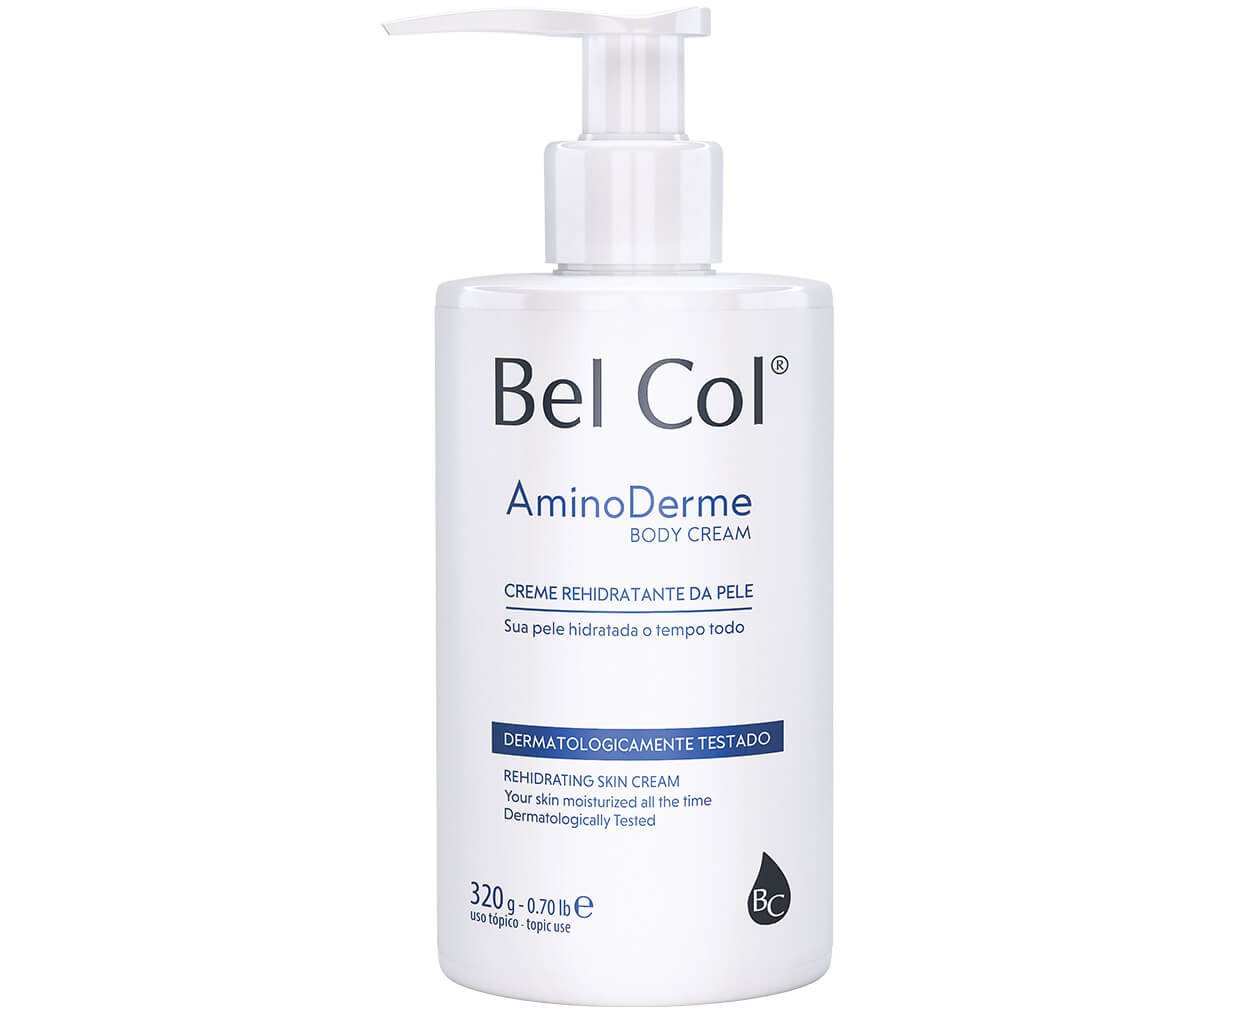 Bel Col®
AminoDerme
BODY CREAM
CREME REHIDRATANTE DA PELE
Sua pele hidratada o tempo todo
DERMATOLOGICAMENTE TESTADO
REHIDRATING SKIN CREAM
Your skin moisturized all the time
Dermatologically Tested
320 g - 0.70 lb ℮
uso tópico - topic use
BC